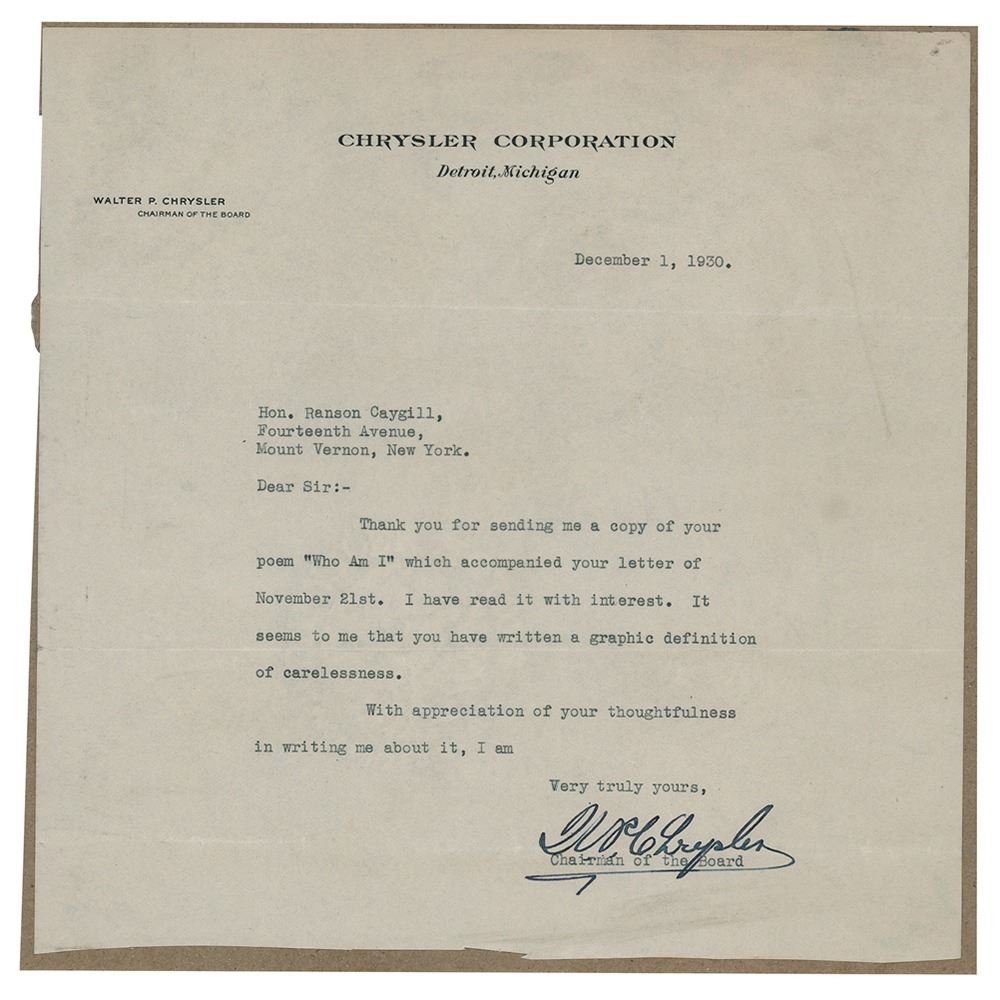 CHRYSLER CORPORATION
Detroit, Michigan
WALTER P. CHRYSLER
CHAIRMAN OF THE BOARD
December 1, 1930.
Hon. Ranson Caygill,
Fourteenth Avenue,
Mount Vernon, New York.
Dear Sir:-
Thank you for sending me a copy of your
poem "Who Am I" which accompanied your letter of
November 21st. I have read it with interest. It
seems to me that you have written a graphic definition
of carelessness.
With appreciation of your thoughtfulness
in writing me about it, I am
Very truly yours,
W P Chrysler
Chairman of the Board